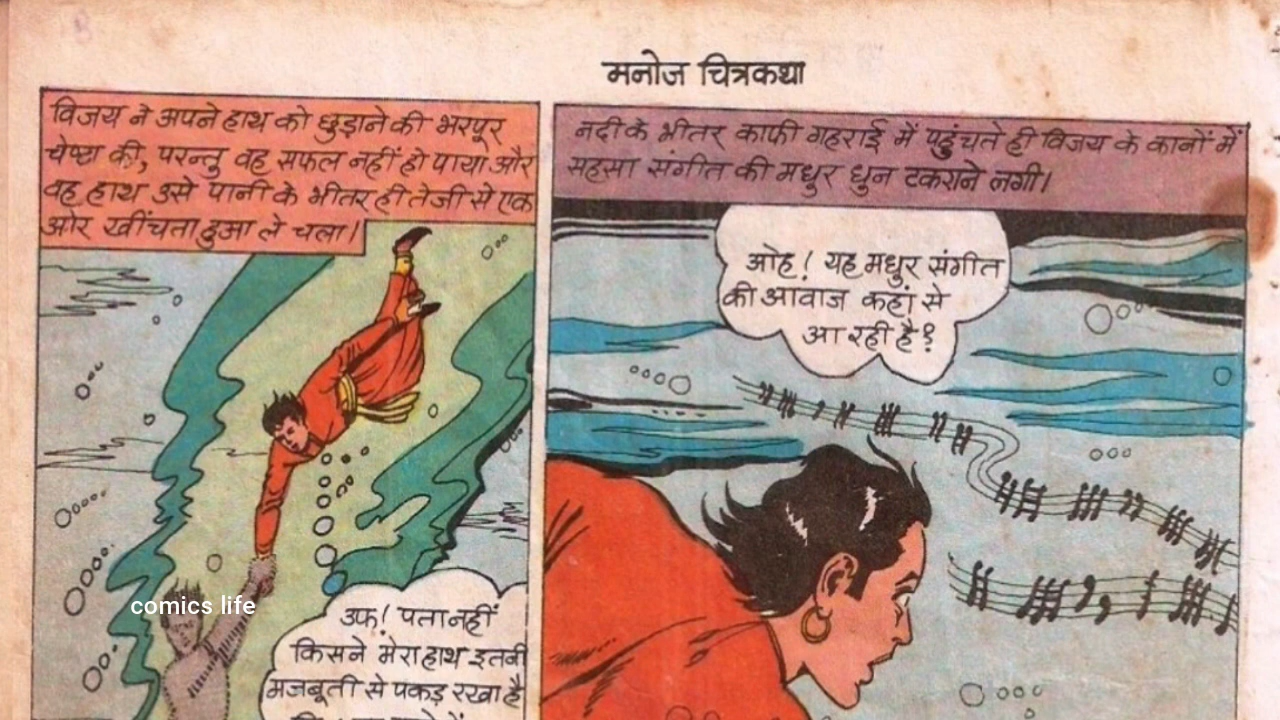 मनोज चित्रकथा
विजय ने अपने हाथ को छुड़ाने की भरपूर
चेष्टा की, परन्तु वह सफल नहीं हो पाया और
वह हाथ उसे पानी के भीतर ही तेजी से एक
ओर खींचता हुआ ले चला।
उफ! पता नहीं
किसने मेरा हाथ इतनी
मजबूती से पकड़ रखा है
comics life
नदी के भीतर काफी गहराई में पहुंचते ही विजय के कानों में
सहसा संगीत की मधुर धुन टकराने लगी।
ओह! यह मधुर संगीत
की आवाज कहां से
आ रही है?